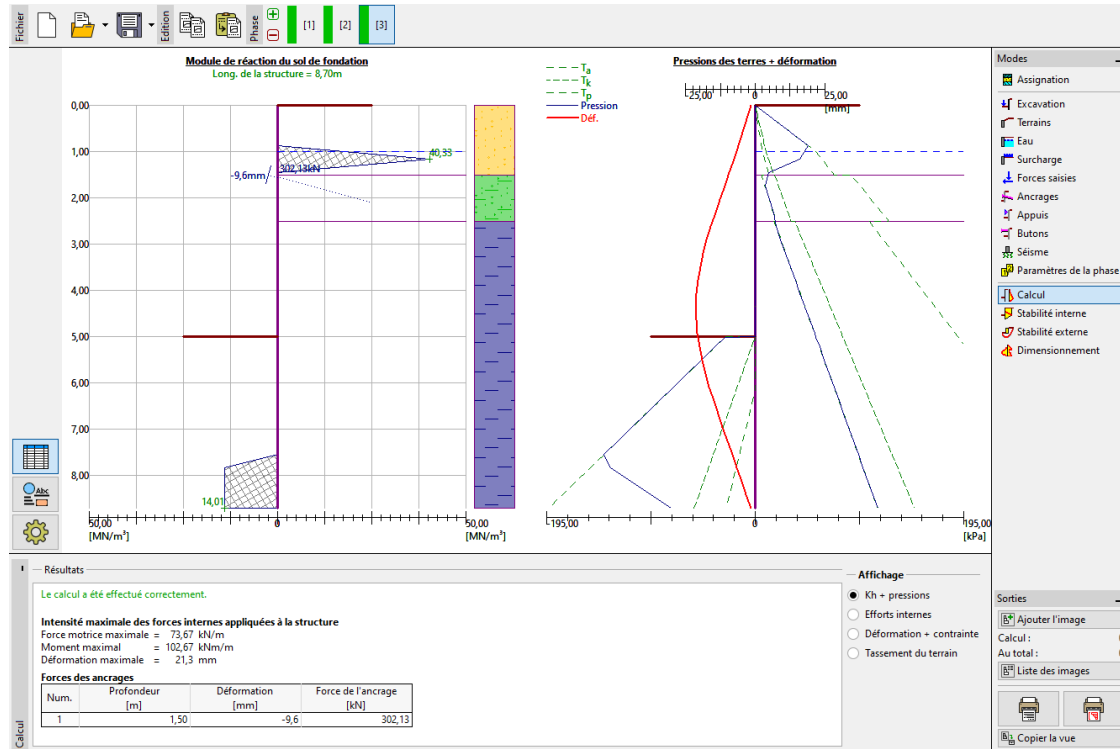 Fichier
Edition
Phase
[1]
[2]
[3]
Module de réaction du sol de fondation
Long. de la structure = 8,70m
0,00
1,00
2,00
3,00
4,00
5,00
6,00
7,00
8,00
40,33
302,13kN
-9,6mm
14,01
50,00
0
50,00
[MN/m³]
[MN/m³]
Pressions des terres + déformation
Ta
Tk
Tp
Pression
Déf.
-25,00
0
25,00
[mm]
-195,00
0
195,00
[kPa]
Modes
Assignation
Excavation
Terrains
Eau
Surcharge
Forces saisies
Ancrages
Appuis
Butons
Séisme
Paramètres de la phase
Calcul
Stabilité interne
Stabilité externe
Dimensionnement
Abc
Calcul
Résultats
Le calcul a été effectué correctement.
Intensité maximale des forces internes appliquées à la structure
Force motrice maximale = 73,67 kN/m
Moment maximal = 102,67 kNm/m
Déformation maximale = 21,3 mm
Forces des ancrages
Num. Profondeur [m] Déformation [mm] Force de l'ancrage [kN]
1 1,50 -9,6 302,13
Affichage
Kh + pressions
Efforts internes
Déformation + contrainte
Tassement du terrain
Sorties
Ajouter l'image
Calcul :
Au total :
Liste des images
Copier la vue